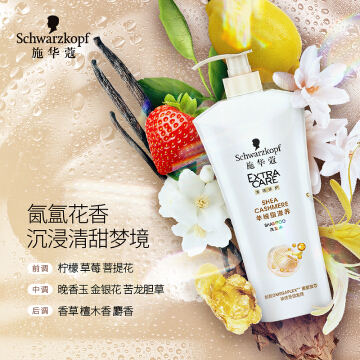 Schwarzkopf
施华蔻
氤氲花香
沉浸清甜梦境
前调 柠檬 草莓 菩提花
中调 晚香玉 金银花 苦龙胆草
后调 香草 檀木香 麝香
Schwarzkopf
施华蔻
EXTRA
CARE
SHEA
CASHMERE
羊绒脂滋养
SHAMPOO
洗发水